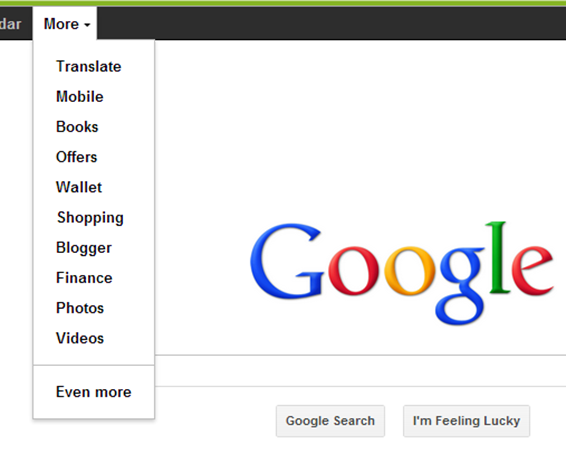 dar More
Translate
Mobile
Books
Offers
Wallet
Shopping
Blogger
Finance
Photos
Videos
Even more
Google
Google Search I'm Feeling Lucky